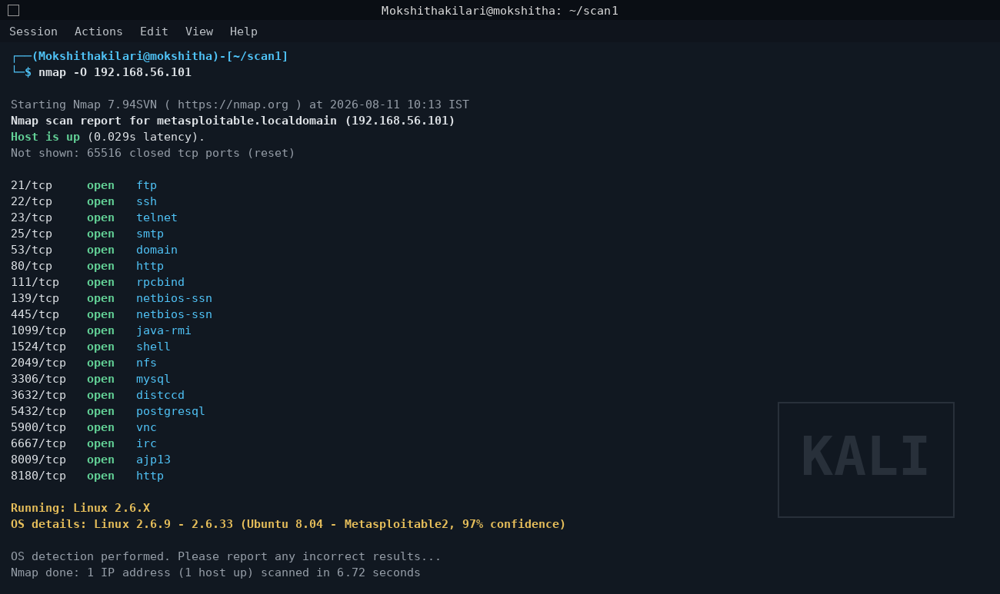 Mokshithakilari@mokshitha: ~/scan1
Session Actions Edit View Help
┌──(Mokshithakilari@mokshitha)-[~/scan1]
└─$ nmap -O 192.168.56.101
Starting Nmap 7.94SVN ( https://nmap.org ) at 2026-08-11 10:13 IST
Nmap scan report for metasploitable.localdomain (192.168.56.101)
Host is up (0.029s latency).
Not shown: 65516 closed tcp ports (reset)
21/tcp     open   ftp
22/tcp     open   ssh
23/tcp     open   telnet
25/tcp     open   smtp
53/tcp     open   domain
80/tcp     open   http
111/tcp    open   rpcbind
139/tcp    open   netbios-ssn
445/tcp    open   netbios-ssn
1099/tcp   open   java-rmi
1524/tcp   open   shell
2049/tcp   open   nfs
3306/tcp   open   mysql
3632/tcp   open   distccd
5432/tcp   open   postgresql
5900/tcp   open   vnc
6667/tcp   open   irc
8009/tcp   open   ajp13
8180/tcp   open   http
KALI
Running: Linux 2.6.X
OS details: Linux 2.6.9 - 2.6.33 (Ubuntu 8.04 - Metasploitable2, 97% confidence)
OS detection performed. Please report any incorrect results...
Nmap done: 1 IP address (1 host up) scanned in 6.72 seconds